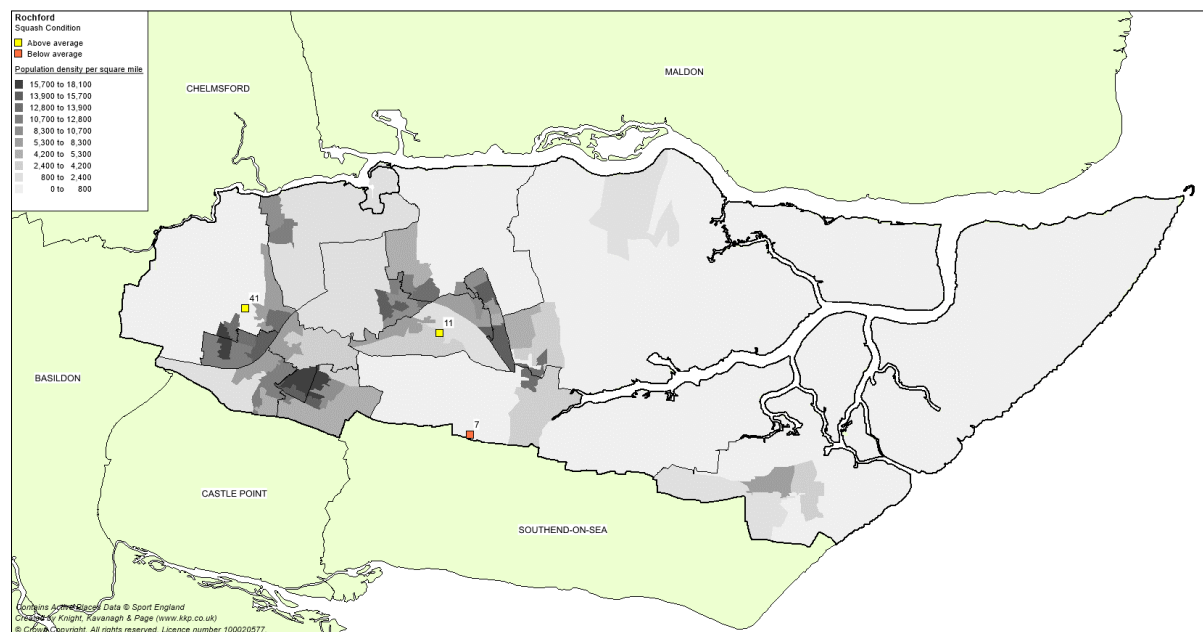 Rochford
Squash Condition
Above average
Below average
Population density per square mile
15,700 to 18,100
13,900 to 15,700
12,800 to 13,900
10,700 to 12,800
8,300 to 10,700
5,300 to 8,300
4,200 to 5,300
2,400 to 4,200
800 to 2,400
0 to 800
CHELMSFORD
MALDON
41
11
BASILDON
7
CASTLE POINT
SOUTHEND-ON-SEA
Contains Active Places Data © Sport England
Created by Knight, Kavanagh & Page (www.kkp.co.uk)
© Crown Copyright. All rights reserved. Licence number 100020577.